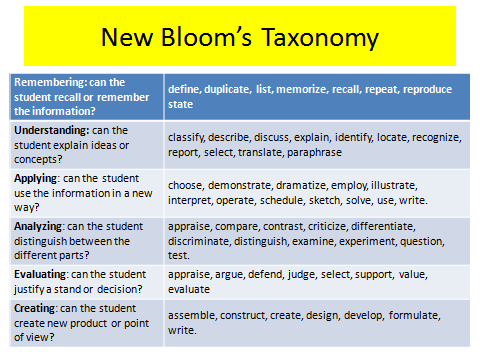 New Bloom's Taxonomy
Remembering: can the
student recall or remember
the information?
define, duplicate, list, memorize, recall, repeat, reproduce
state
Understanding: can the
student explain ideas or
concepts?
classify, describe, discuss, explain, identify, locate, recognize,
report, select, translate, paraphrase
Applying: can the student
use the information in a new
way?
choose, demonstrate, dramatize, employ, illustrate,
interpret, operate, schedule, sketch, solve, use, write.
Analyzing: can the student
distinguish between the
different parts?
appraise, compare, contrast, criticize, differentiate,
discriminate, distinguish, examine, experiment, question,
test.
Evaluating: can the student
justify a stand or decision?
appraise, argue, defend, judge, select, support, value,
evaluate
Creating: can the student
create new product or point
of view?
assemble, construct, create, design, develop, formulate,
write.